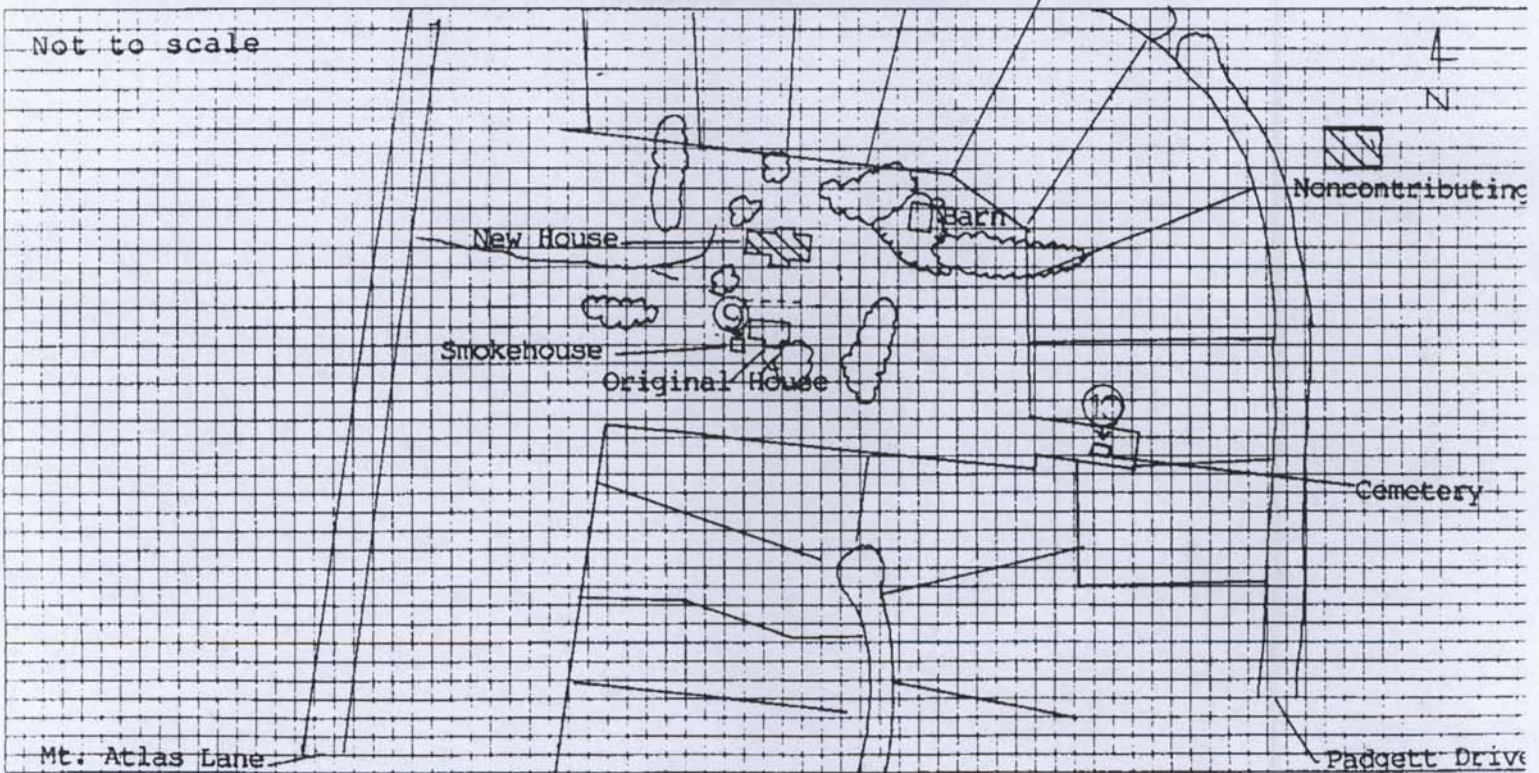 Not to scale
N
Noncontributing
Barn
New House
Smokehouse
Original House
Cemetery
Mt. Atlas Lane
Padgett Drive